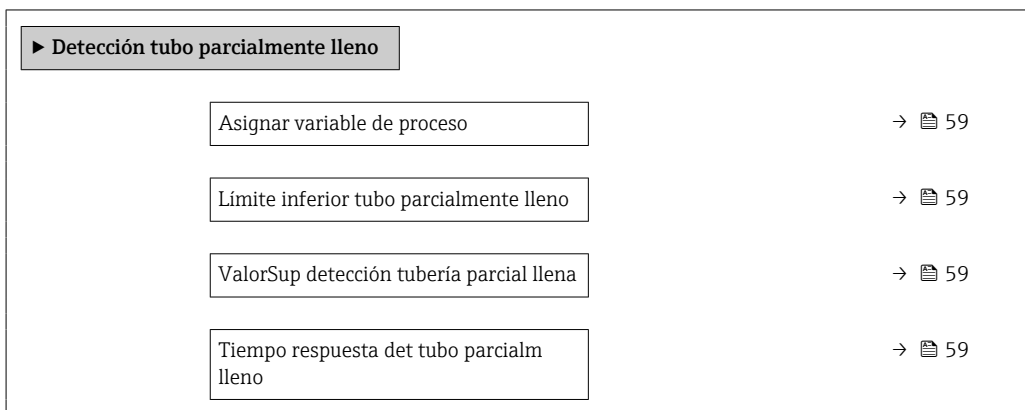 ► Detección tubo parcialmente lleno
Asignar variable de proceso → 59
Límite inferior tubo parcialmente lleno → 59
ValorSup detección tubería parcial llena → 59
Tiempo respuesta det tubo parcialm → 59
lleno